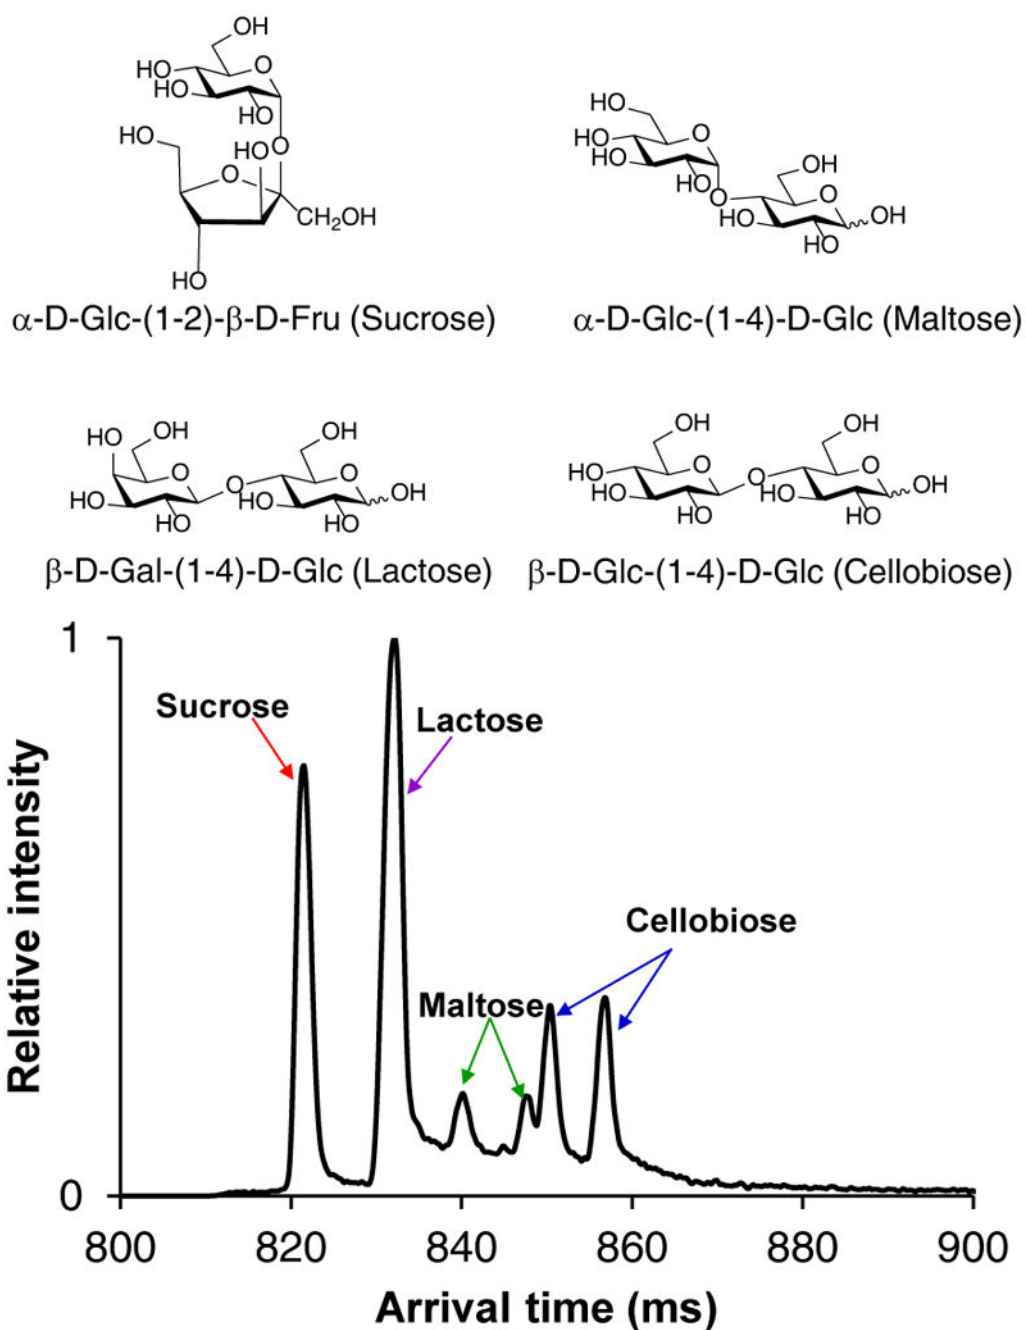 OH
O
HO
HO
HO
O
HO
HO
O
CH₂OH
HO
α-D-Glc-(1-2)-β-D-Fru (Sucrose)
HO
O
HO
HO
HO
O
OH
O
HO
HO
OH
α-D-Glc-(1-4)-D-Glc (Maltose)
HO
OH
O
HO
HO
O
OH
O
HO
HO
OH
β-D-Gal-(1-4)-D-Glc (Lactose)
OH
O
HO
HO
HO
O
OH
O
HO
HO
OH
β-D-Glc-(1-4)-D-Glc (Cellobiose)
1
Sucrose
Lactose
Cellobiose
Maltose
Relative intensity
0
800 820 840 860 880 900
Arrival time (ms)